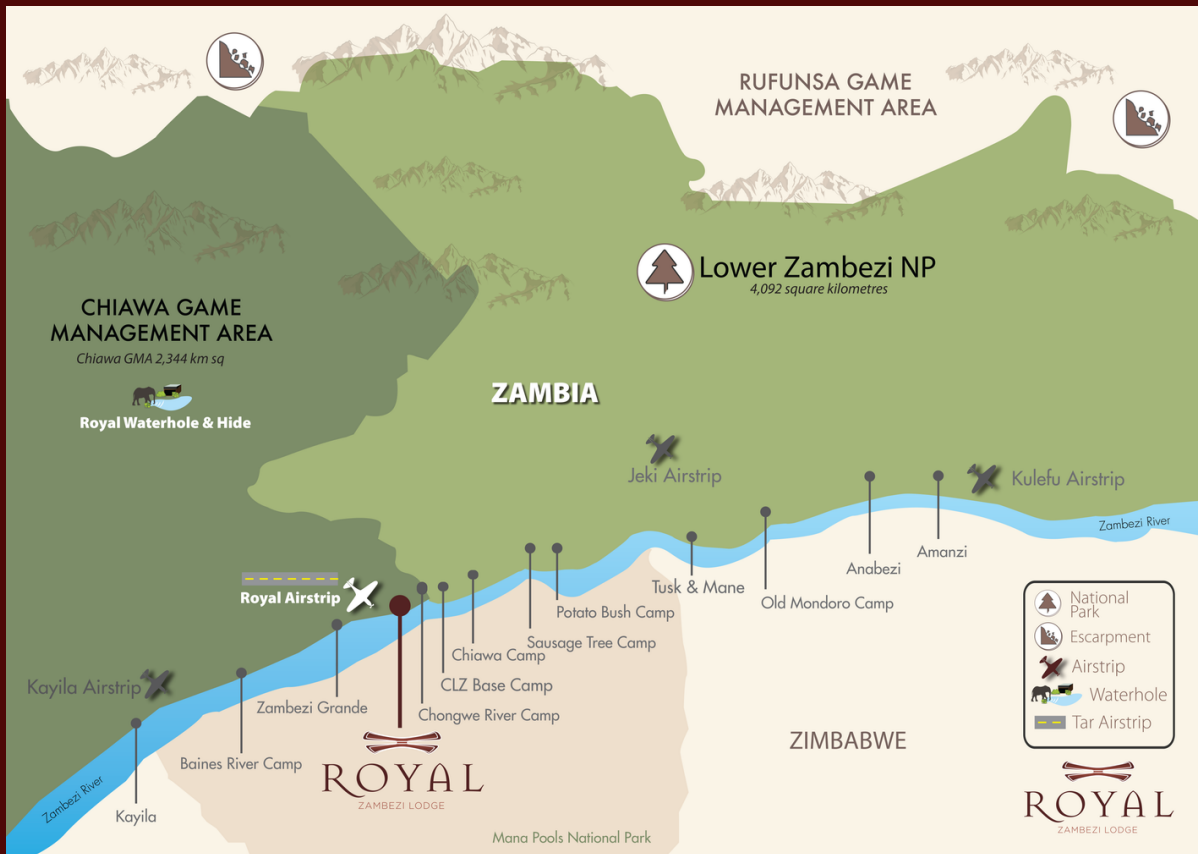 RUFUNSA GAME
MANAGEMENT AREA
Lower Zambezi NP
4,092 square kilometres
CHIAWA GAME
MANAGEMENT AREA
Chiawa GMA 2,344 km sq
Royal Waterhole & Hide
ZAMBIA
Jeki Airstrip
Kulefu Airstrip
Zambezi River
Amanzi
Anabezi
Tusk & Mane
Old Mondoro Camp
Potato Bush Camp
Sausage Tree Camp
Chiawa Camp
CLZ Base Camp
Chongwe River Camp
Royal Airstrip
Kayila Airstrip
Zambezi Grande
Baines River Camp
Kayila
Zambezi River
ROYAL
ZAMBEZI LODGE
Mana Pools National Park
ZIMBABWE
National
Park
Escarpment
Airstrip
Waterhole
Tar Airstrip
ROYAL
ZAMBEZI LODGE